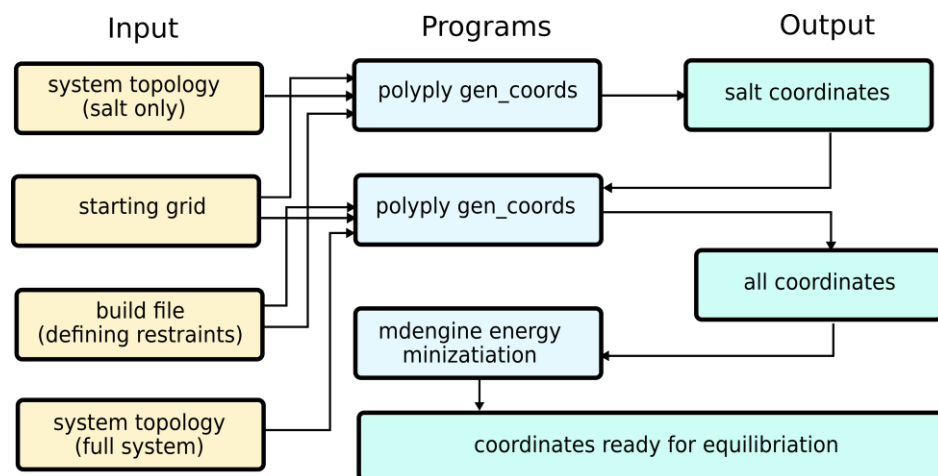 Input
Programs
Output
system topology
(salt only)
polyply gen_coords
salt coordinates
starting grid
polyply gen_coords
all coordinates
build file
(defining restraints)
mdengine energy
minizatiation
system topology
(full system)
coordinates ready for equilibriation